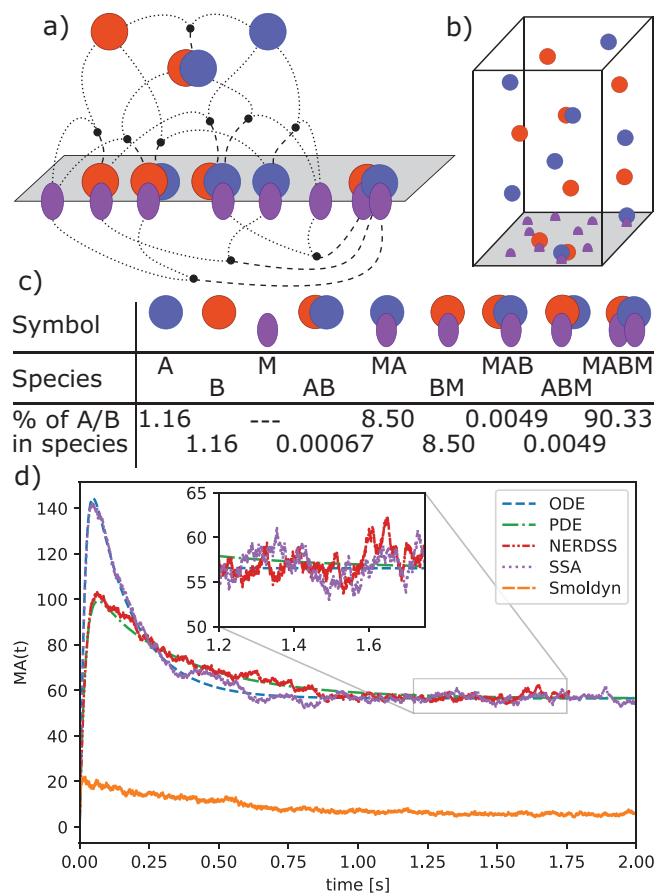 a)
b)
c)
Symbol
Species
A
B
M
AB
MA
BM
MAB
ABM
MABM
% of A/B
in species
1.16
1.16
---
0.00067
8.50
8.50
0.0049
0.0049
90.33
d)
MA(t)
140
120
100
80
60
40
20
0
0.00 0.25 0.50 0.75 1.00 1.25 1.50 1.75 2.00
time [s]
65
60
55
50
1.2 1.4 1.6
ODE
PDE
NERDSS
SSA
Smoldyn